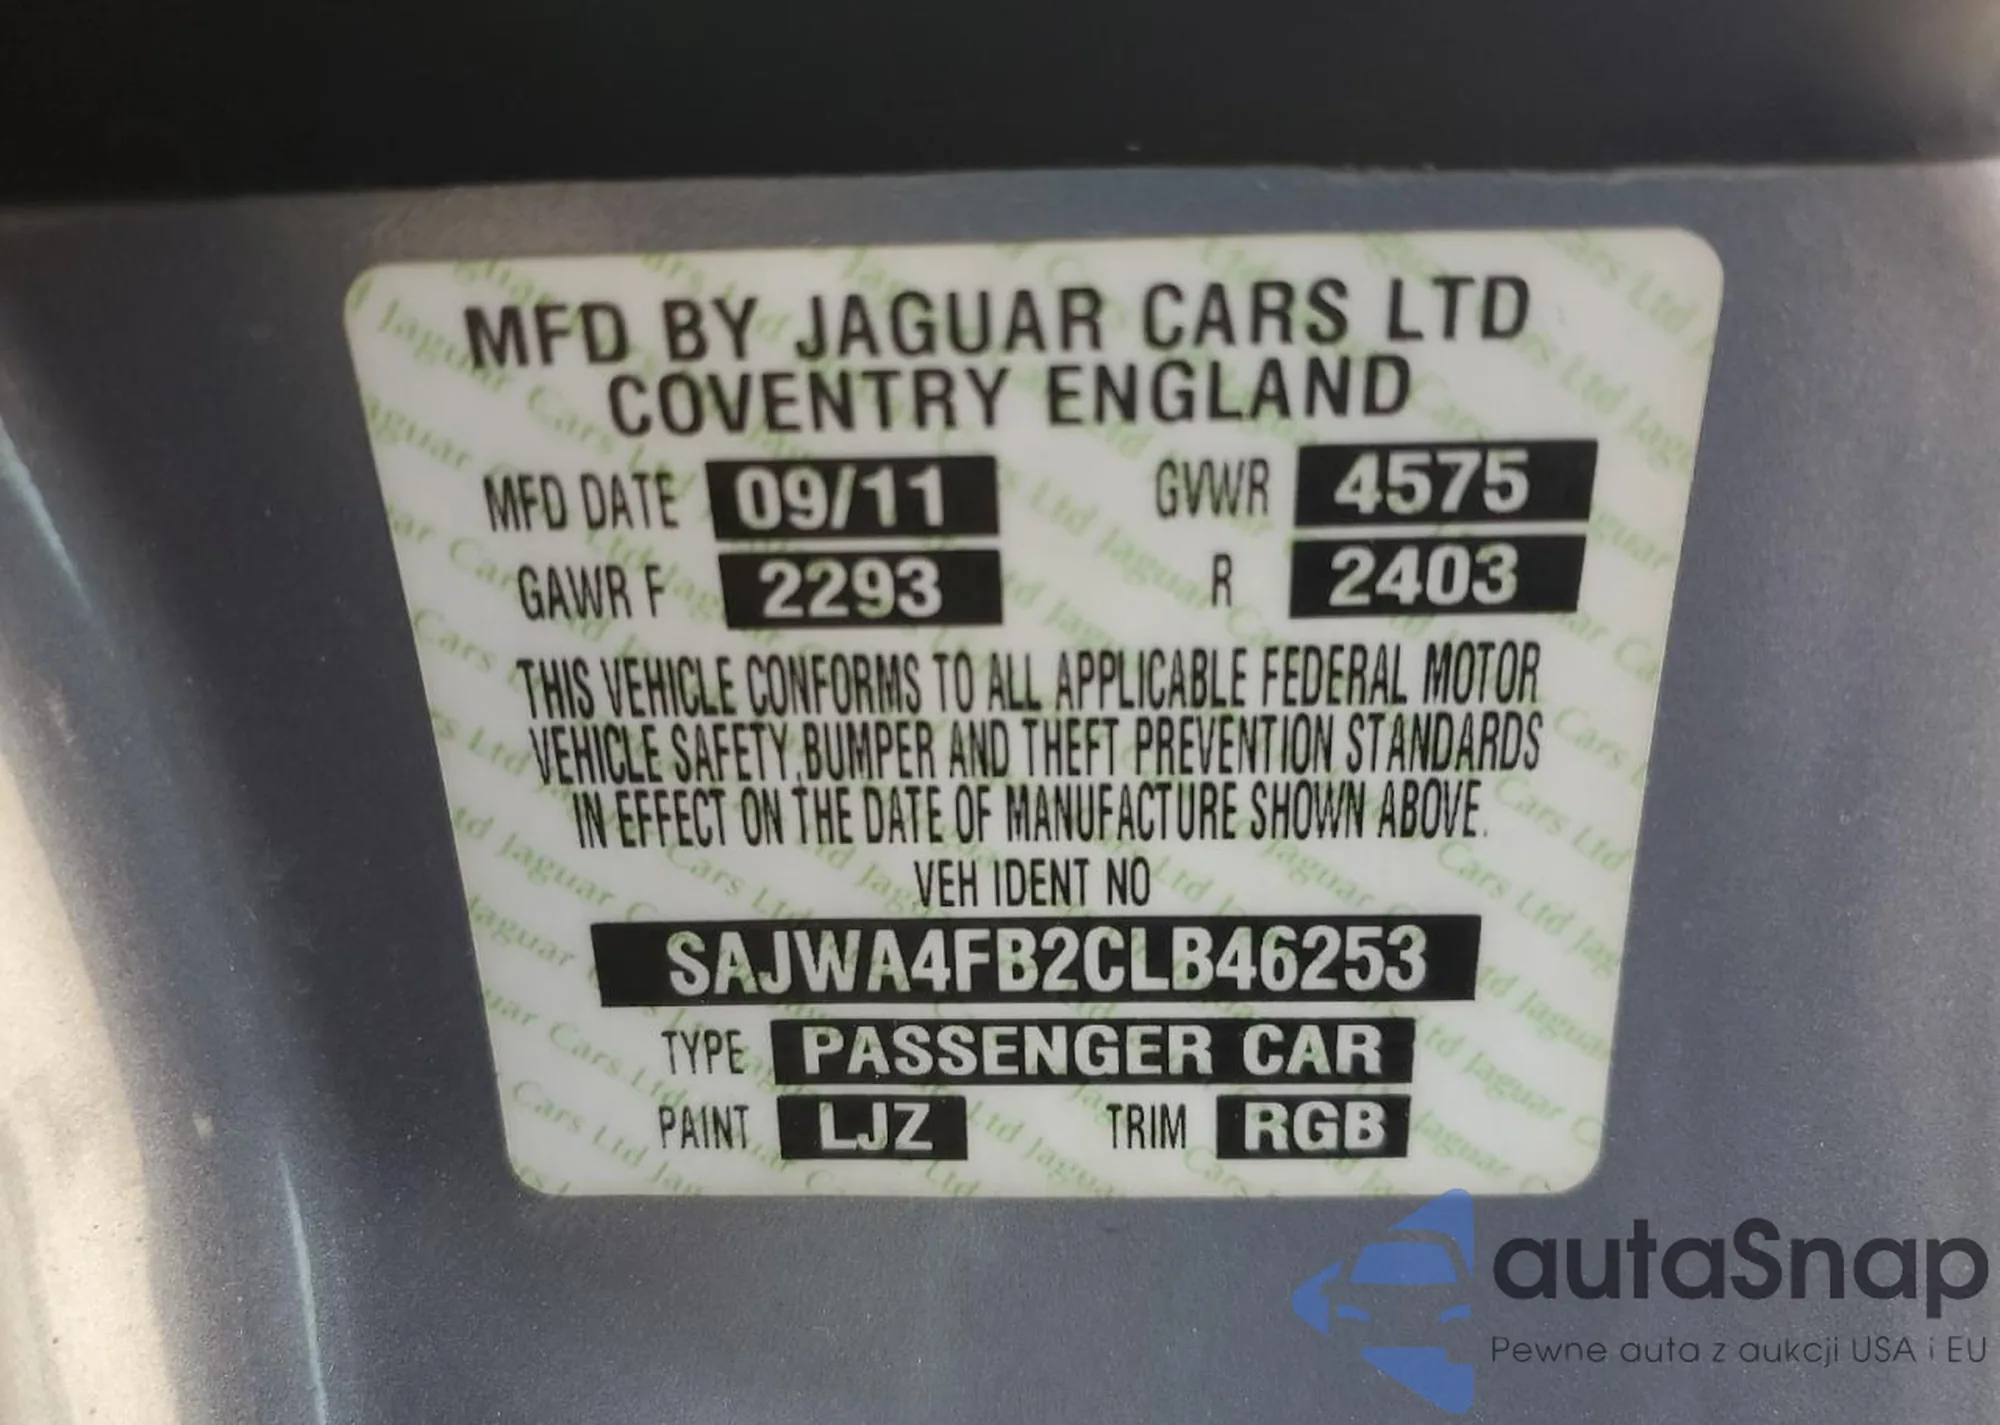 MFD BY JAGUAR CARS LTD
COVENTRY ENGLAND
MFD DATE 09/11 GVWR 4575
GAWR F 2293 R 2403
THIS VEHICLE CONFORMS TO ALL APPLICABLE FEDERAL MOTOR
VEHICLE SAFETY,BUMPER AND THEFT PREVENTION STANDARDS
IN EFFECT ON THE DATE OF MANUFACTURE SHOWN ABOVE.
VEH IDENT NO
SAJWA4FB2CLB46253
TYPE PASSENGER CAR
PAINT LJZ TRIM RGB
autaSnap
Pewne auta z aukcji USA i EU